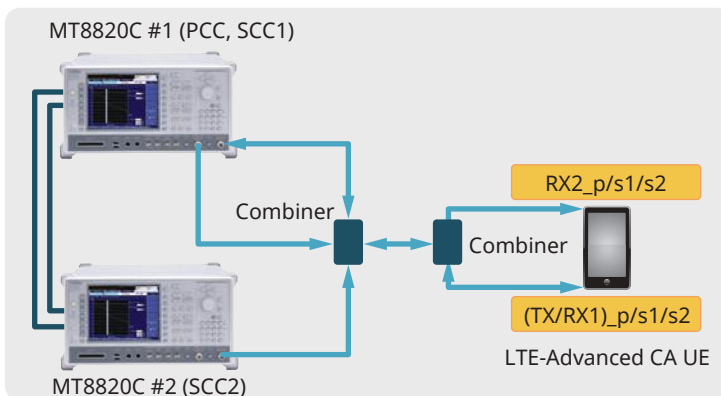 MT8820C #1 (PCC, SCC1)
RX2_p/s1/s2
Combiner
Combiner
(TX/RX1)_p/s1/s2
LTE-Advanced CA UE
MT8820C #2 (SCC2)